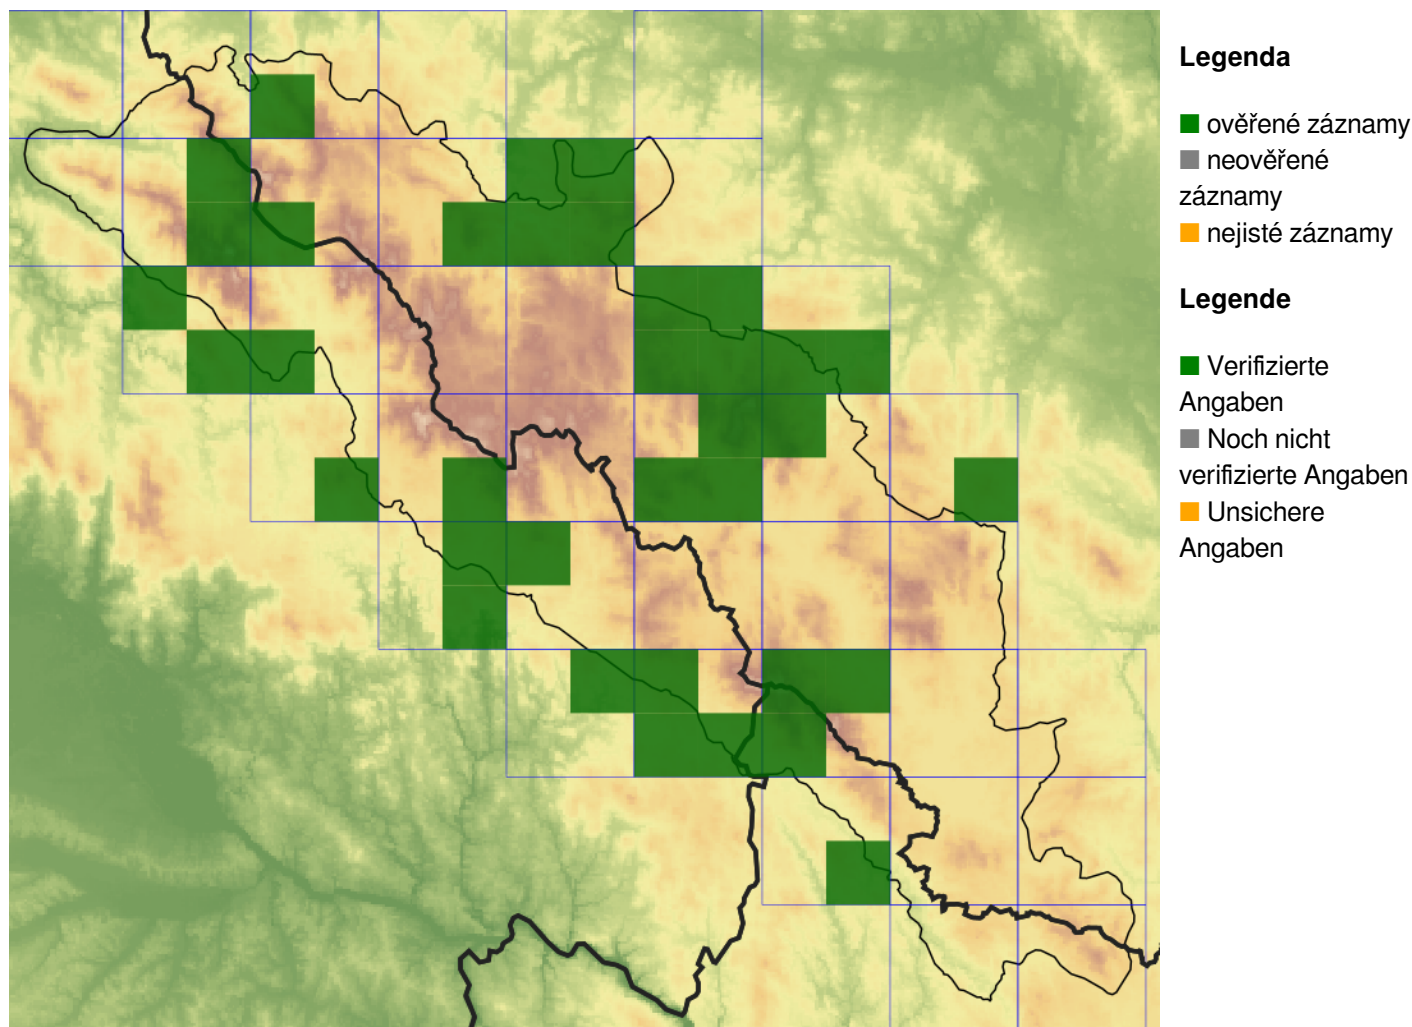 Legenda
ověřené záznamy
neověřené
záznamy
nejisté záznamy
Legende
Verifizierte
Angaben
Noch nicht
verifizierte Angaben
Unsichere
Angaben